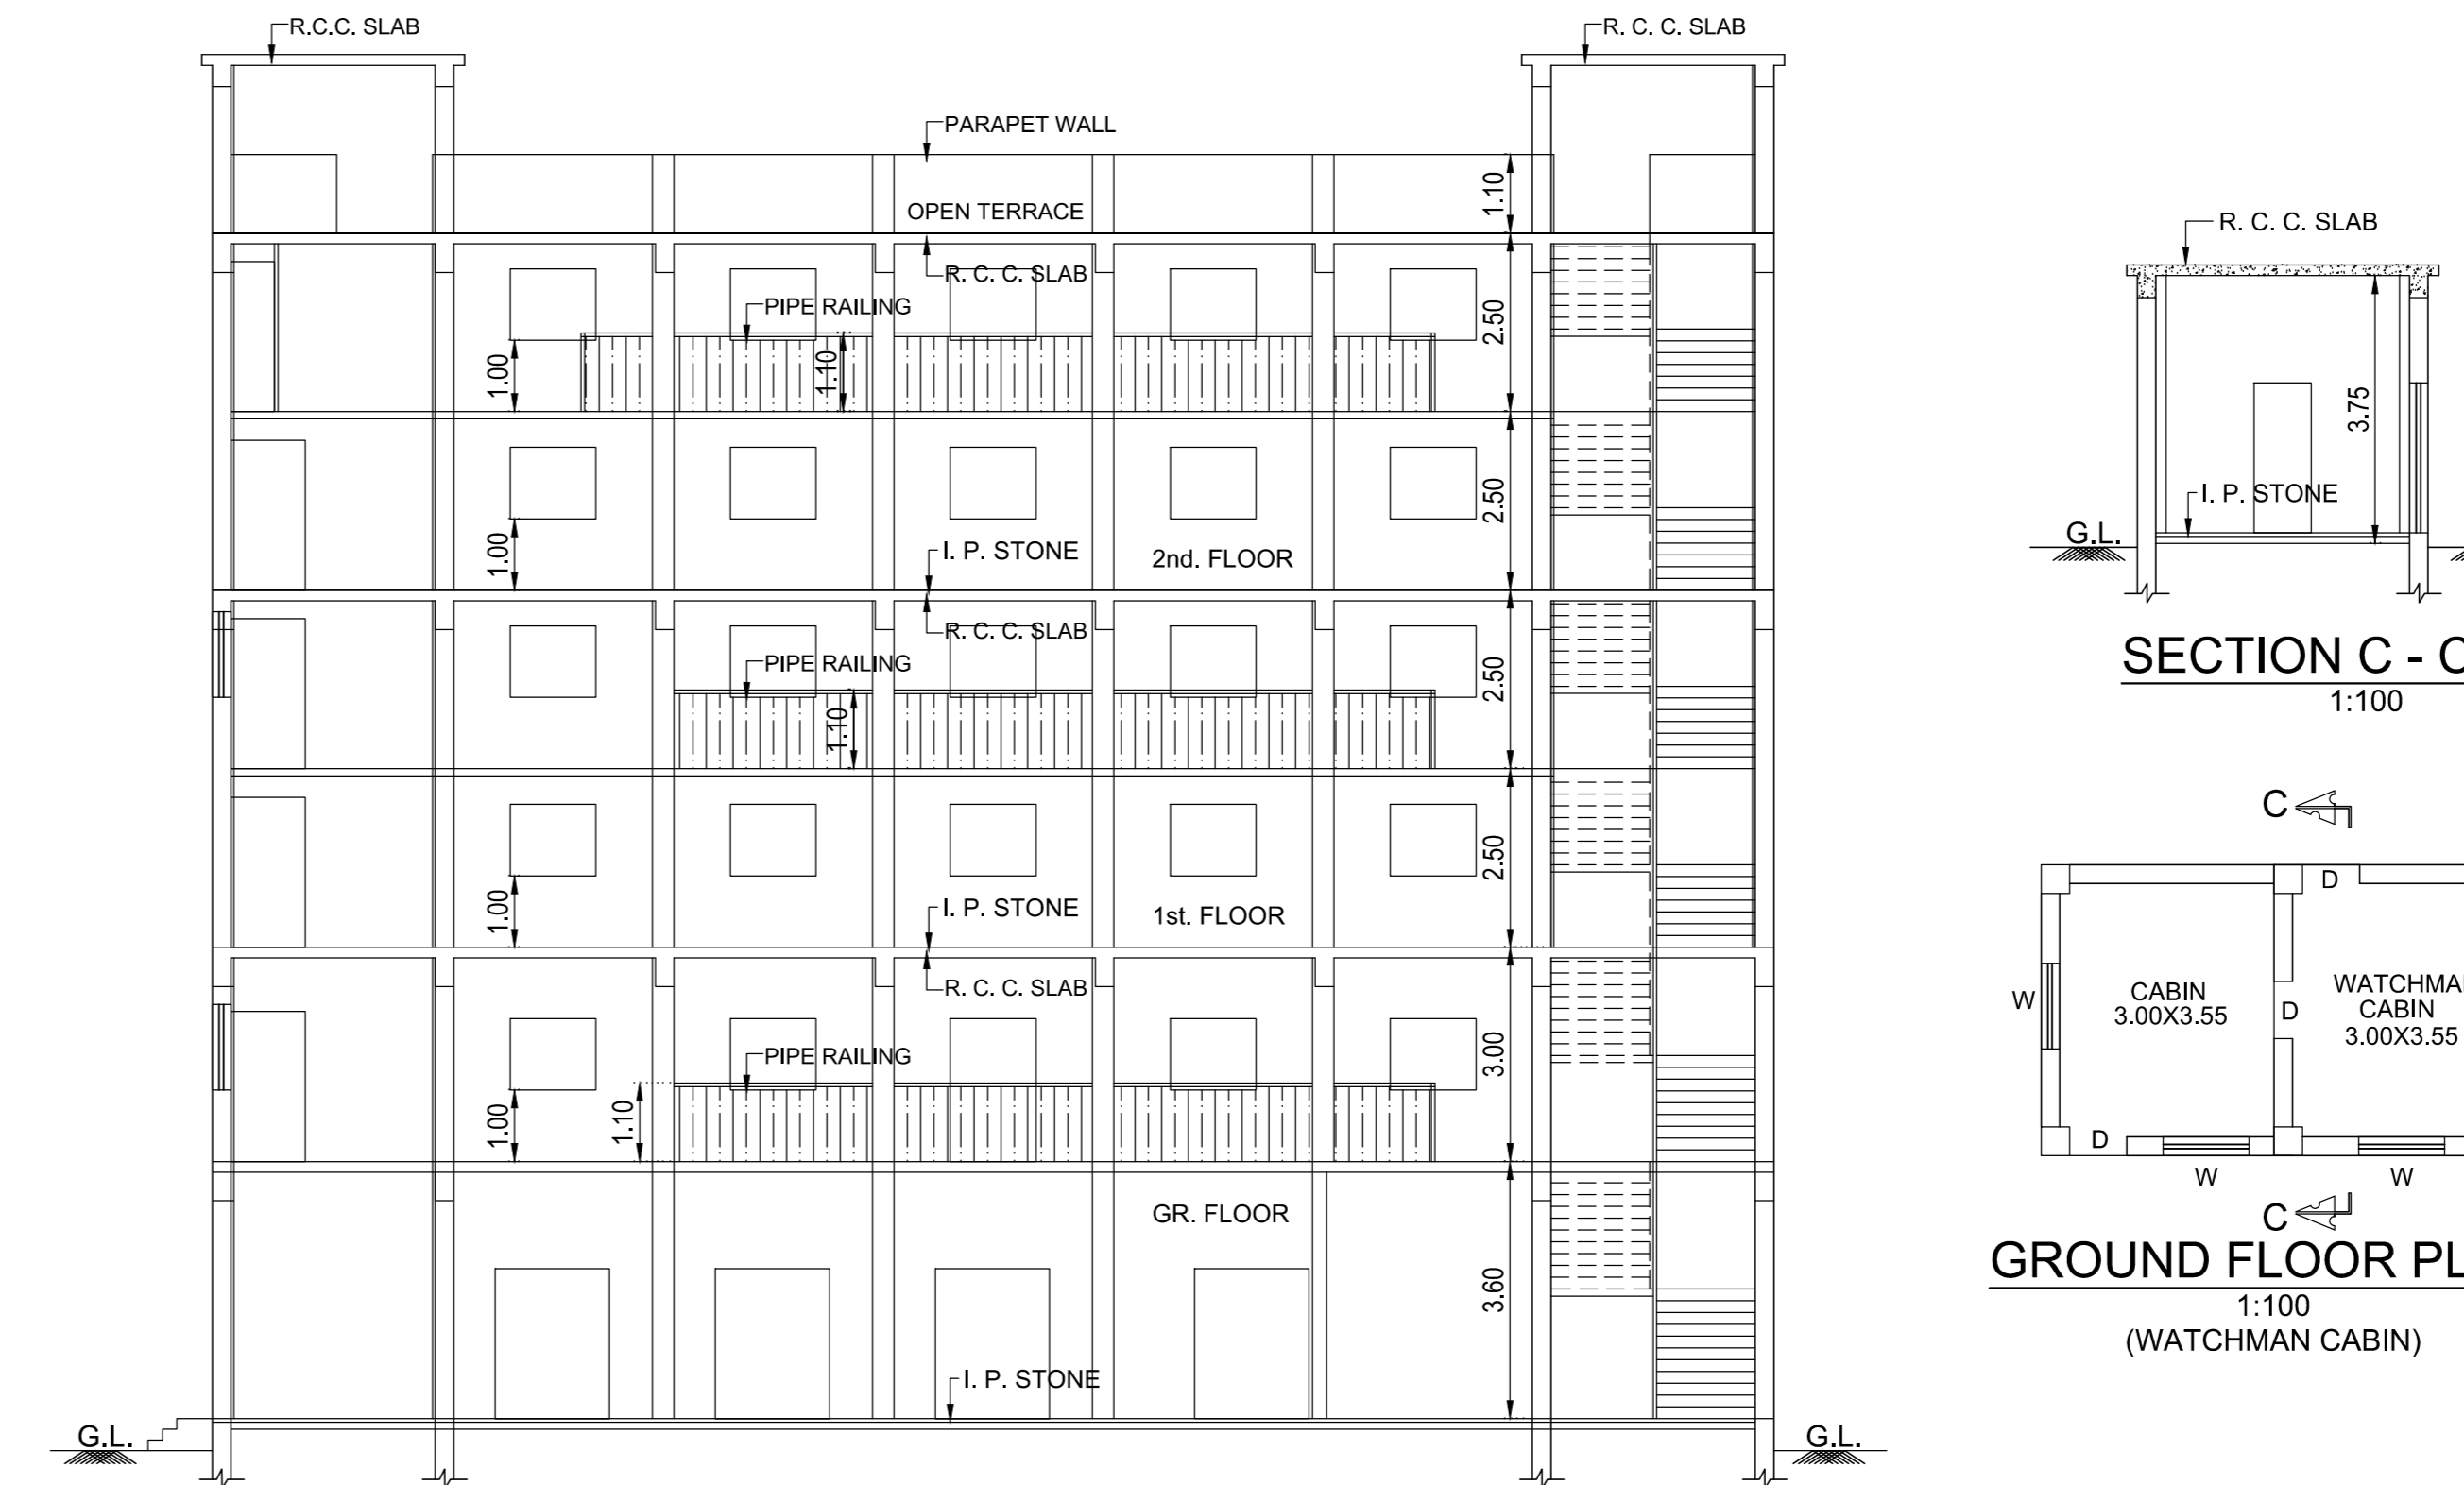 R.C.C. SLAB
R. C. C. SLAB
PARAPET WALL
1.10
OPEN TERRACE
R. C. C. SLAB
PIPE RAILING
2.50
1.00
1.10
2.50
I. P. STONE
2nd. FLOOR
1.00
R. C. C. SLAB
PIPE RAILING
2.50
1.10
2.50
I. P. STONE
1st. FLOOR
1.00
R. C. C. SLAB
PIPE RAILING
3.00
1.00
1.10
GR. FLOOR
3.60
I. P. STONE
G.L.
G.L.
R. C. C. SLAB
3.75
I. P. STONE
G.L.
SECTION C - C
1:100
C
D
W
CABIN
3.00X3.55
D
WATCHMAN
CABIN
3.00X3.55
D
W
W
C
GROUND FLOOR PL
1:100
(WATCHMAN CABIN)